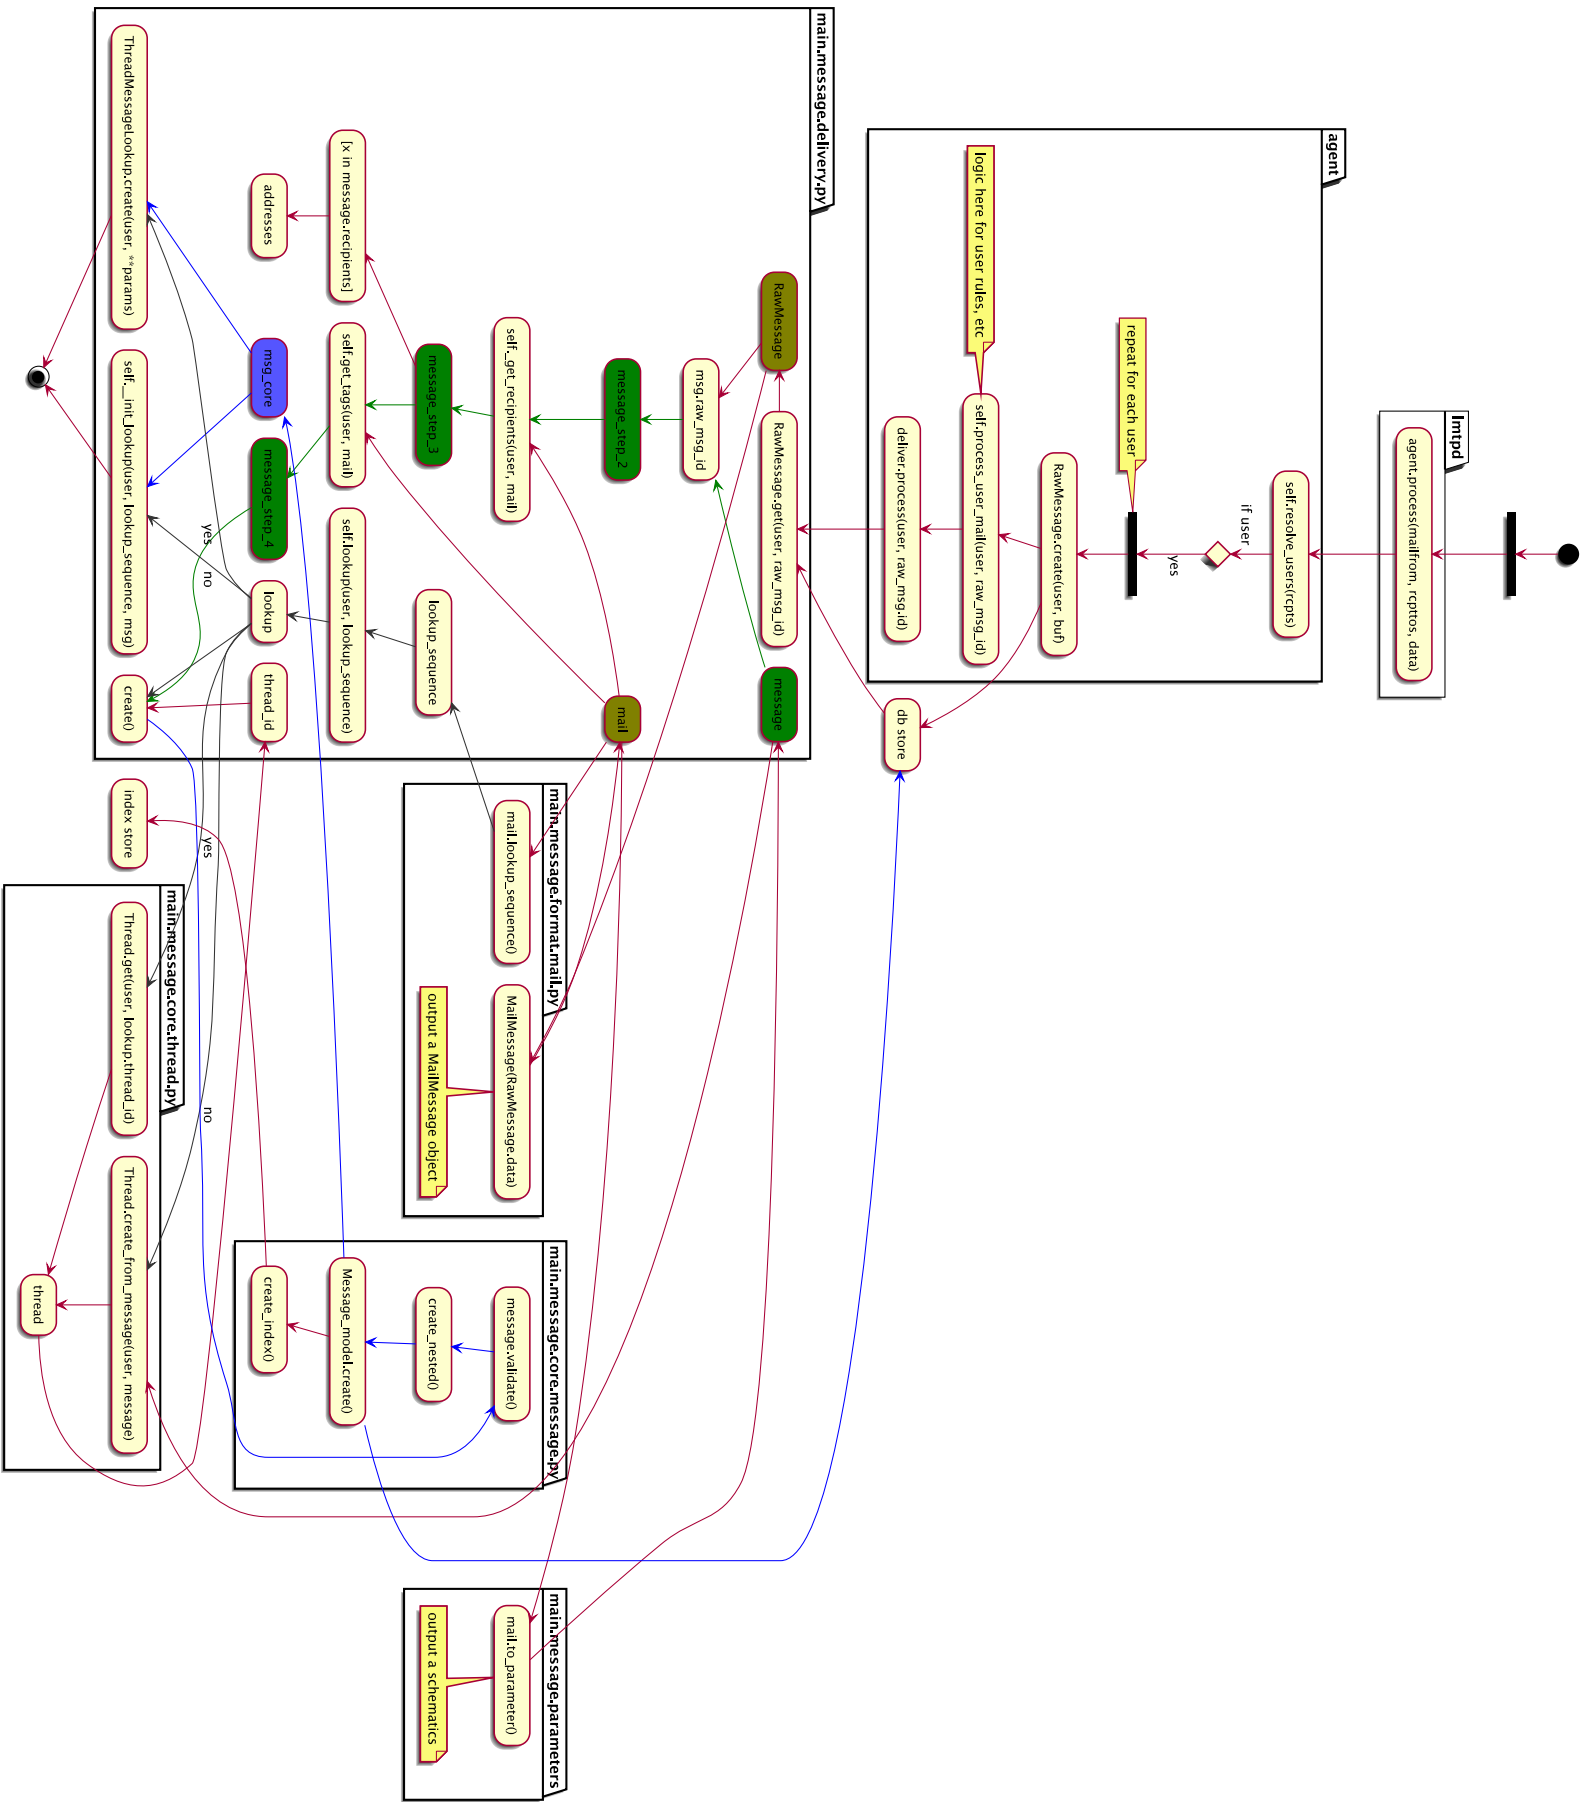 lmtpd
agent.process(mailfrom, rcpttos, data)
agent
self.resolve_users(rcpts)
if user
yes
repeat for each user
RawMessage.create(user, buf)
self.process_user_mail(user, raw_msg.id)
logic here for user rules, etc
deliver.process(user, raw_msg.id)
db store
main.message.delivery.py
RawMessage
RawMessage.get(user, raw_msg_id)
message
msg.raw_msg_id
message_step_2
mail
self._get_recipients(user, mail)
message_step_3
lookup_sequence
[x in message.recipients]
self.get_tags(user, mail)
self.lookup(user, lookup_sequence)
addresses
msg_core
message_step_4
lookup
thread_id
yes
no
yes
no
ThreadMessageLookup.create(user, **params)
self.__init_lookup(user, lookup_sequence, msg)
create()
index store
main.message.format.mail.py
mail.lookup_sequence()
MailMessage(RawMessage.data)
output a MailMessage object
main.message.core.message.py
message.validate()
create_nested()
Message_model.create()
create_index()
main.message.parameters
mail.to_parameter()
output a schematics
main.message.core.thread.py
Thread.get(user, lookup.thread_id)
Thread.create_from_message(user, message)
thread